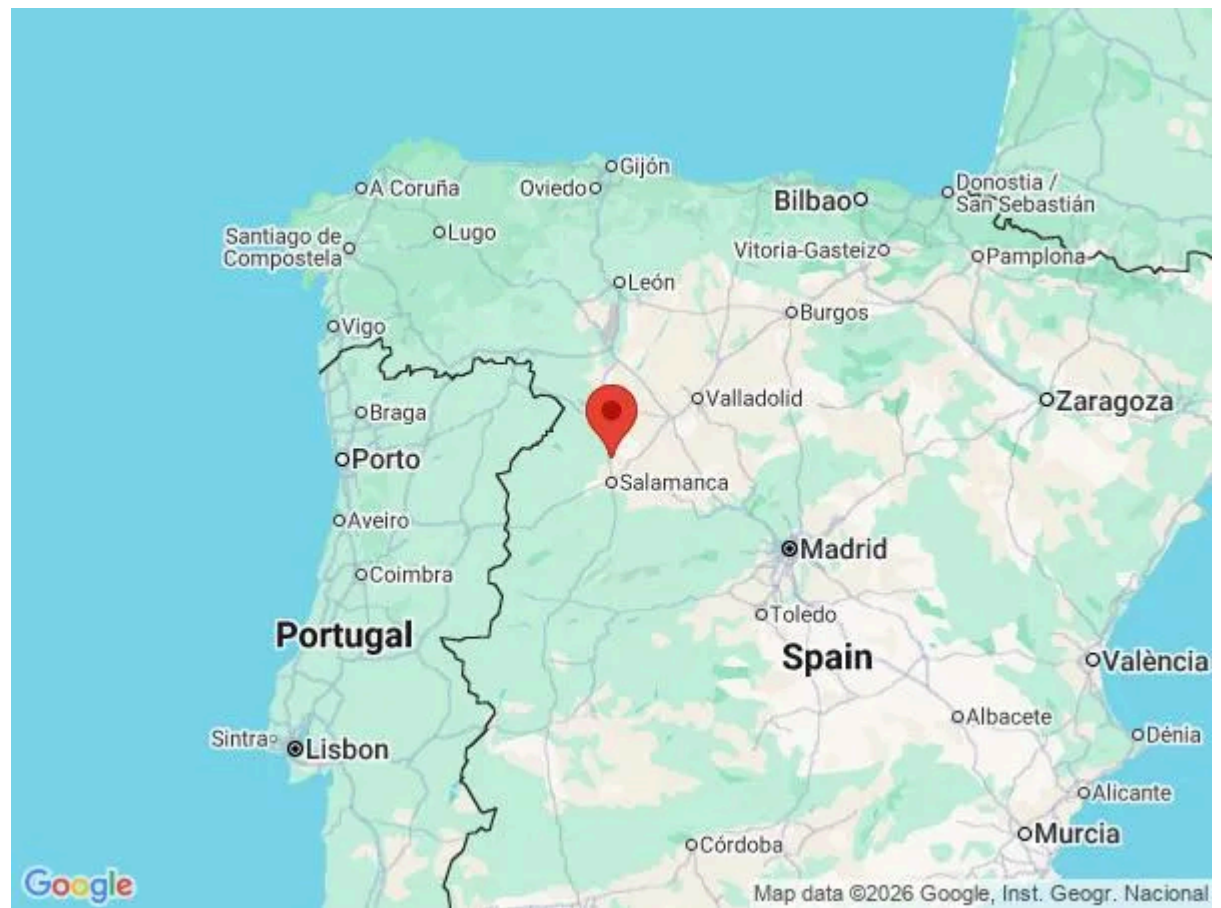 Gijón
A Coruña
Oviedo
Donostia /
San Sebastián
Bilbao
Lugo
Santiago de
Compostela
Vitoria-Gasteiz
Pamplona
León
Burgos
Vigo
Valladolid
Zaragoza
Braga
Porto
Salamanca
Aveiro
Madrid
Coimbra
Toledo
Portugal
Spain
València
Albacete
Sintra
Lisbon
Dénia
Alicante
Murcia
Córdoba
Google
Map data ©2026 Google, Inst. Geogr. Nacional